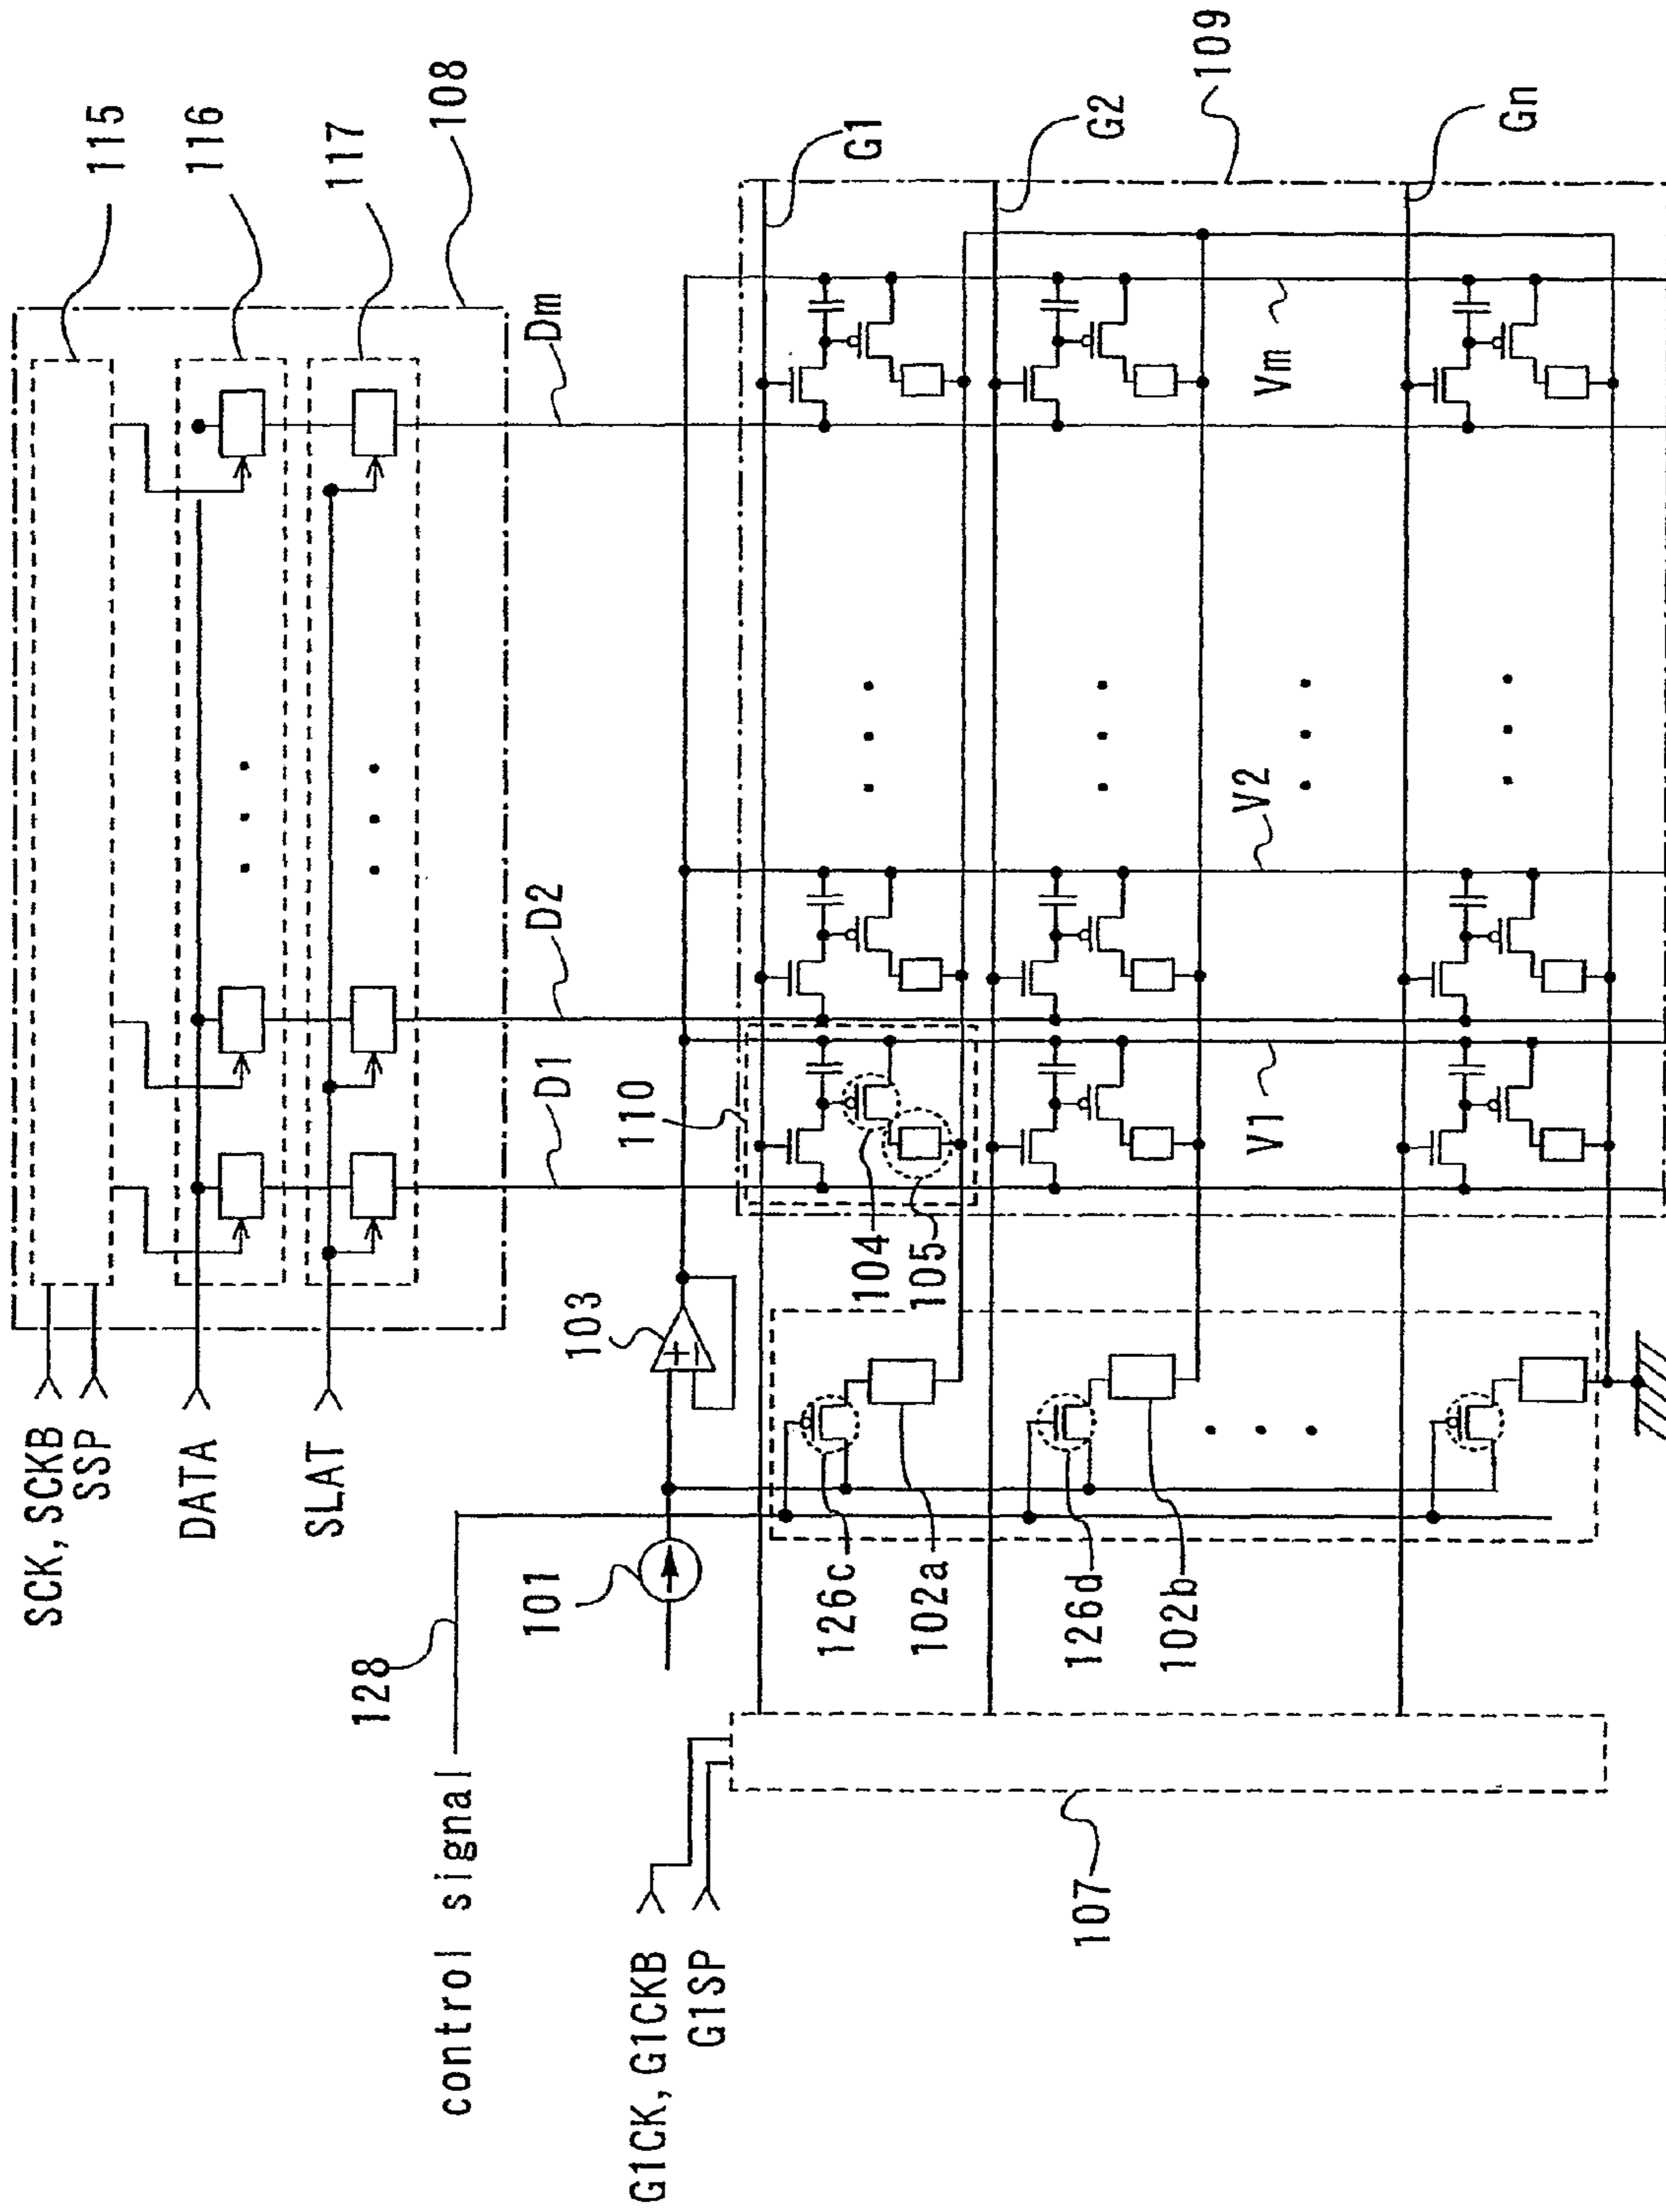 115
116
117
108
SCK, SCKB
SSP
DATA
SLAT
D1
D2
Dm
128
control signal
101
103
110
104
105
G1
G2
109
Gn
126c
102a
126d
102b
V1
V2
Vm
G1CK, G1CKB
G1SP
107